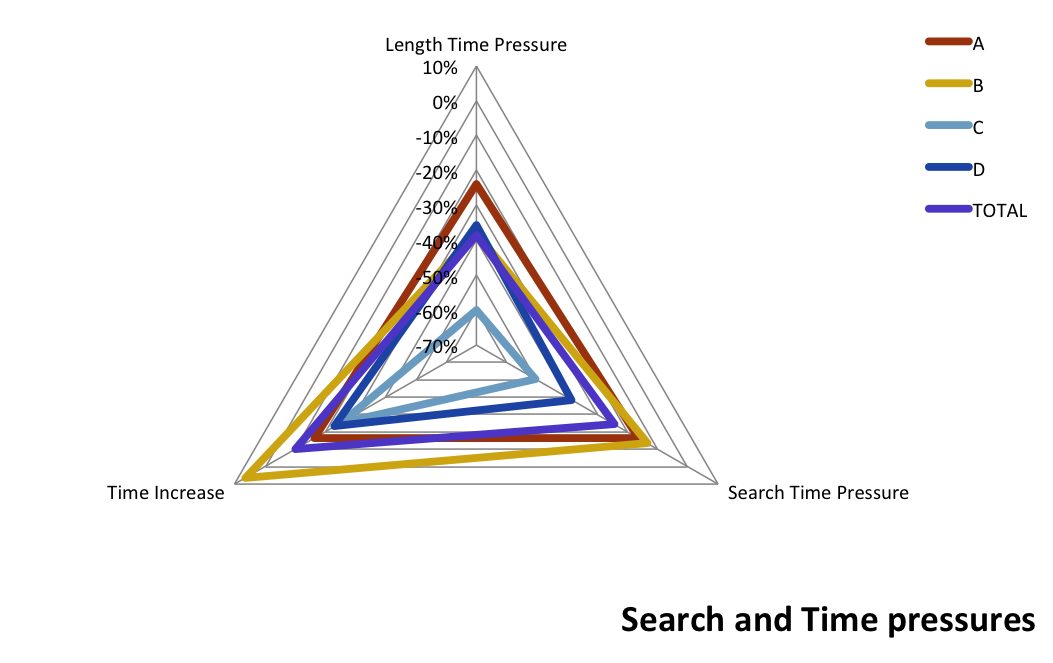 Length Time Pressure
10%
0%
-10%
-20%
-30%
-40%
-50%
-60%
-70%
Time Increase
Search Time Pressure
A
B
C
D
TOTAL
Search and Time pressures